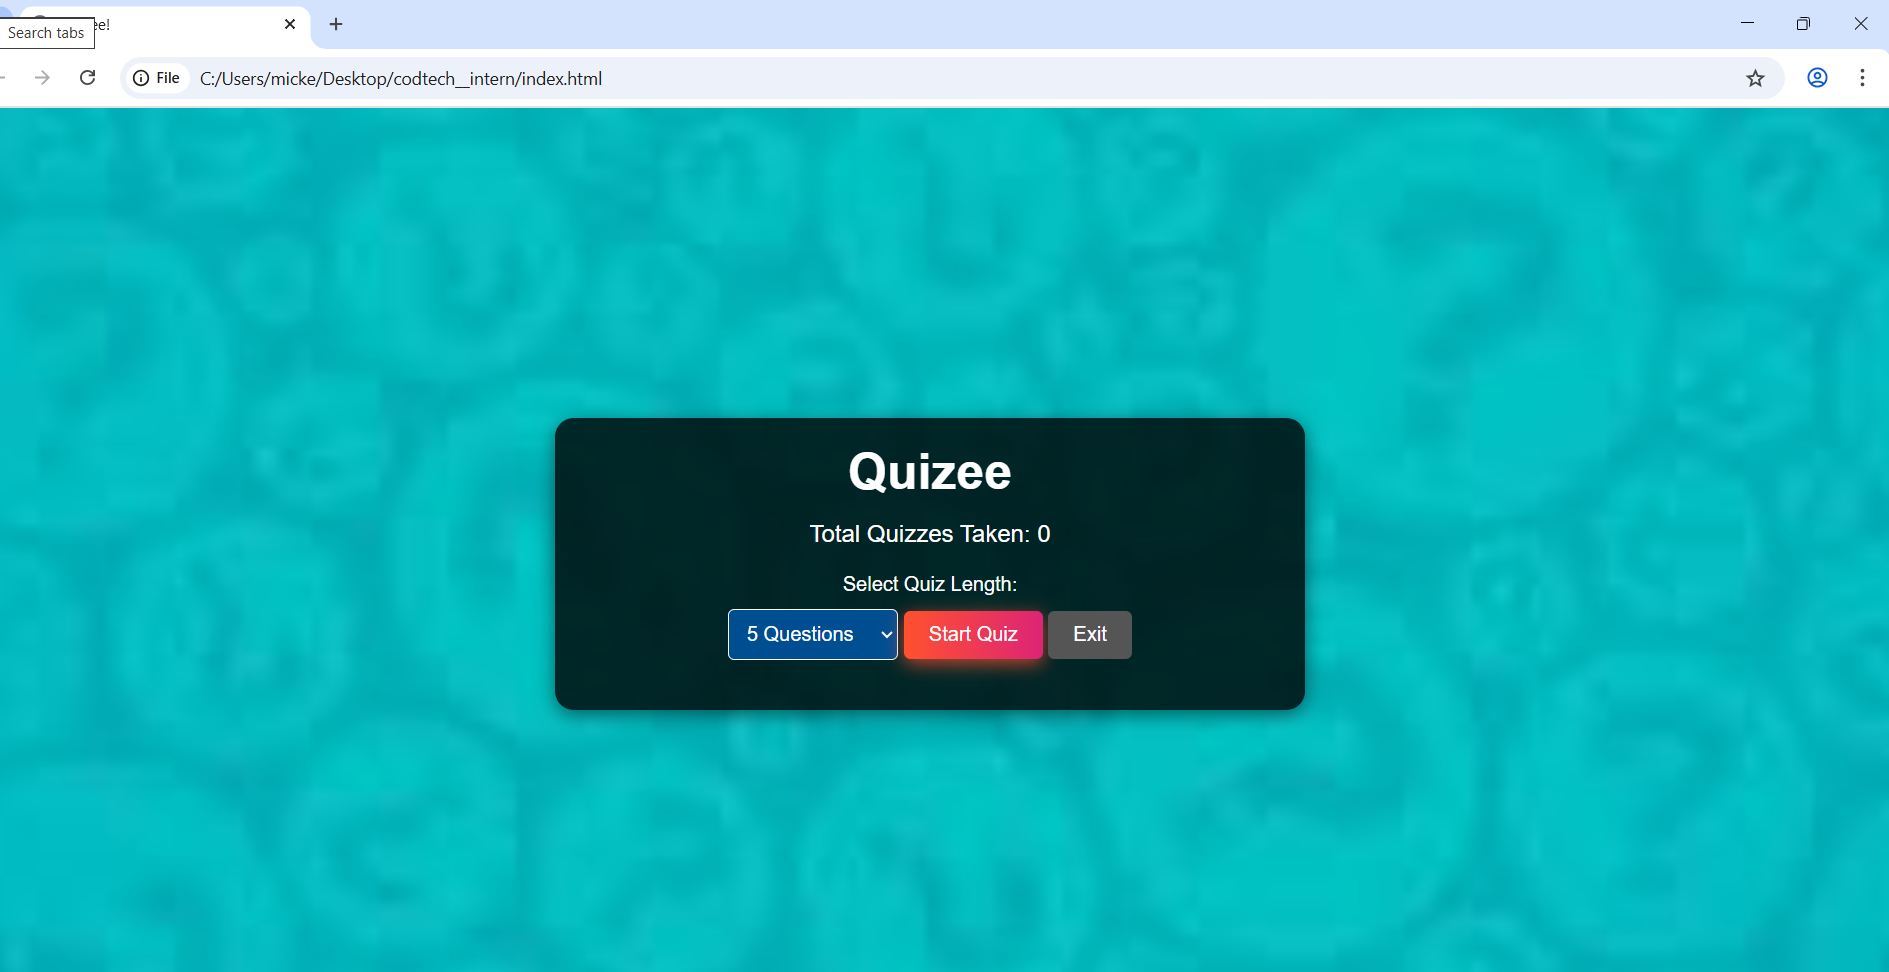 Search tabs
ee!
File
C:/Users/micke/Desktop/codtech__intern/index.html
Quizee
Total Quizzes Taken: 0
Select Quiz Length:
5 Questions
Start Quiz
Exit